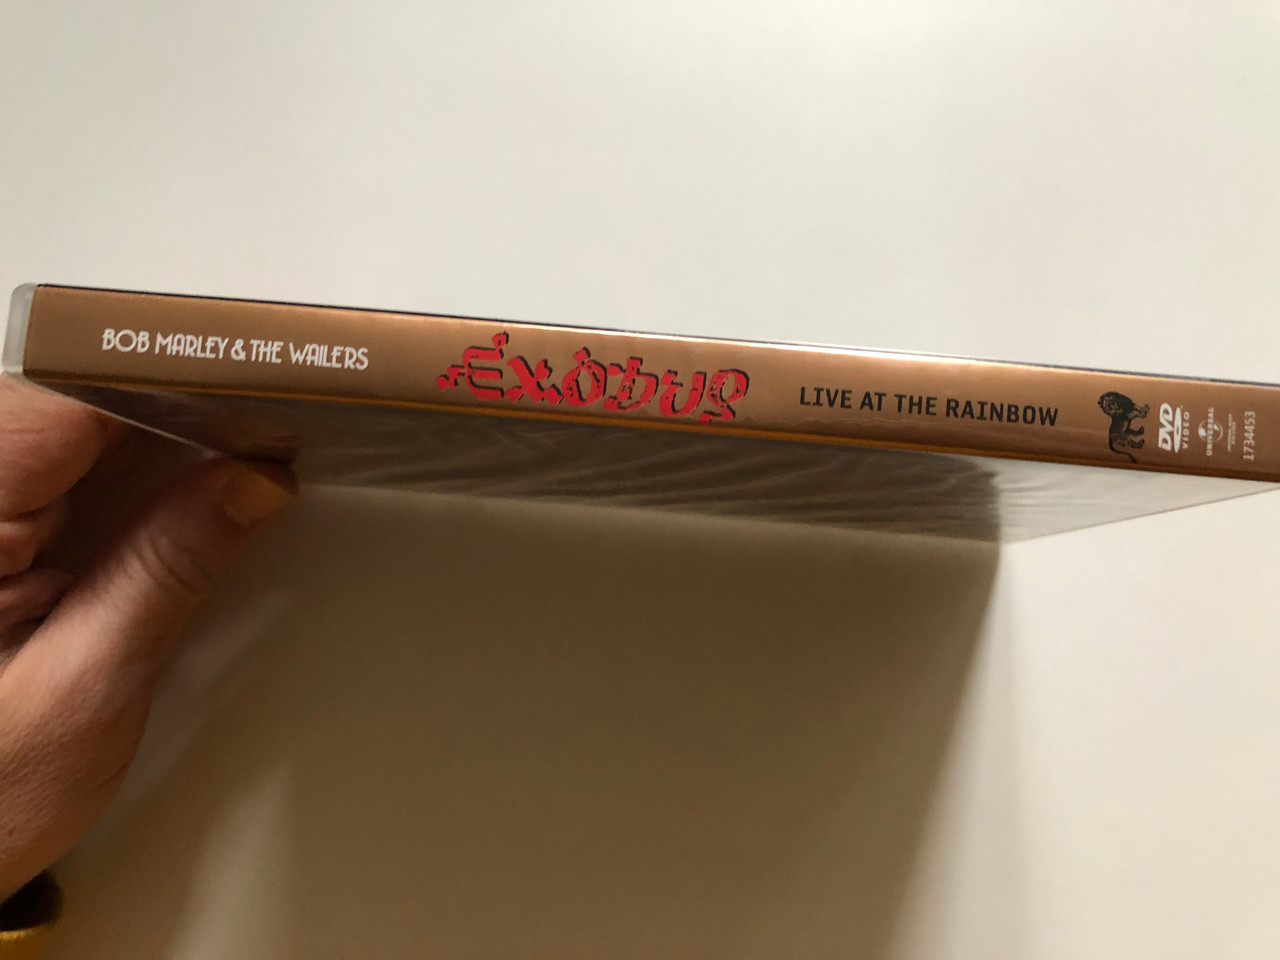 BOB MARLEY & THE WAILERS
Exodus
LIVE AT THE RAINBOW
DVD
VIDEO
UNIVERSAL
1734453